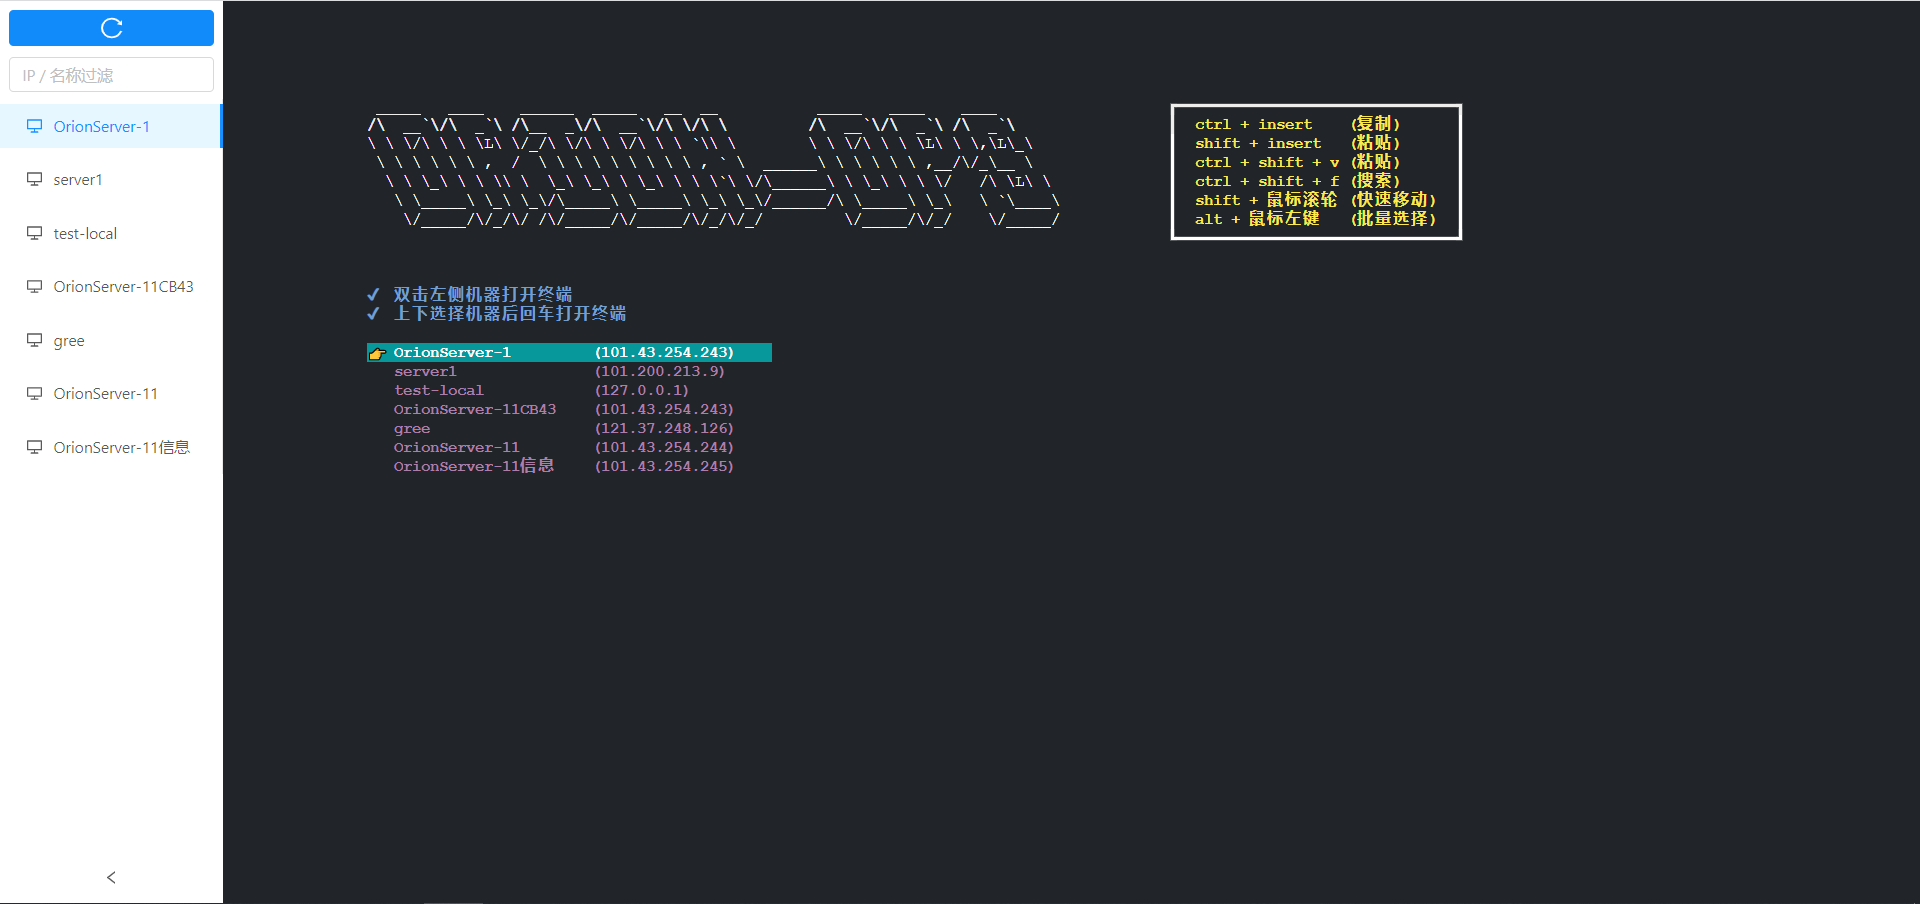 IP / 名称过滤
OrionServer-1
server1
test-local
OrionServer-11CB43
gree
OrionServer-11
OrionServer-11信息
ORION-OPS
ctrl + insert (复制)
shift + insert (粘贴)
ctrl + shift + v (粘贴)
ctrl + shift + f (搜索)
shift + 鼠标滚轮 (快速移动)
alt + 鼠标左键 (批量选择)
✔ 双击左侧机器打开终端
✔ 上下选择机器后回车打开终端
👉 OrionServer-1 (101.43.254.243)
server1 (101.200.213.9)
test-local (127.0.0.1)
OrionServer-11CB43 (101.43.254.243)
gree (121.37.248.126)
OrionServer-11 (101.43.254.244)
OrionServer-11信息 (101.43.254.245)